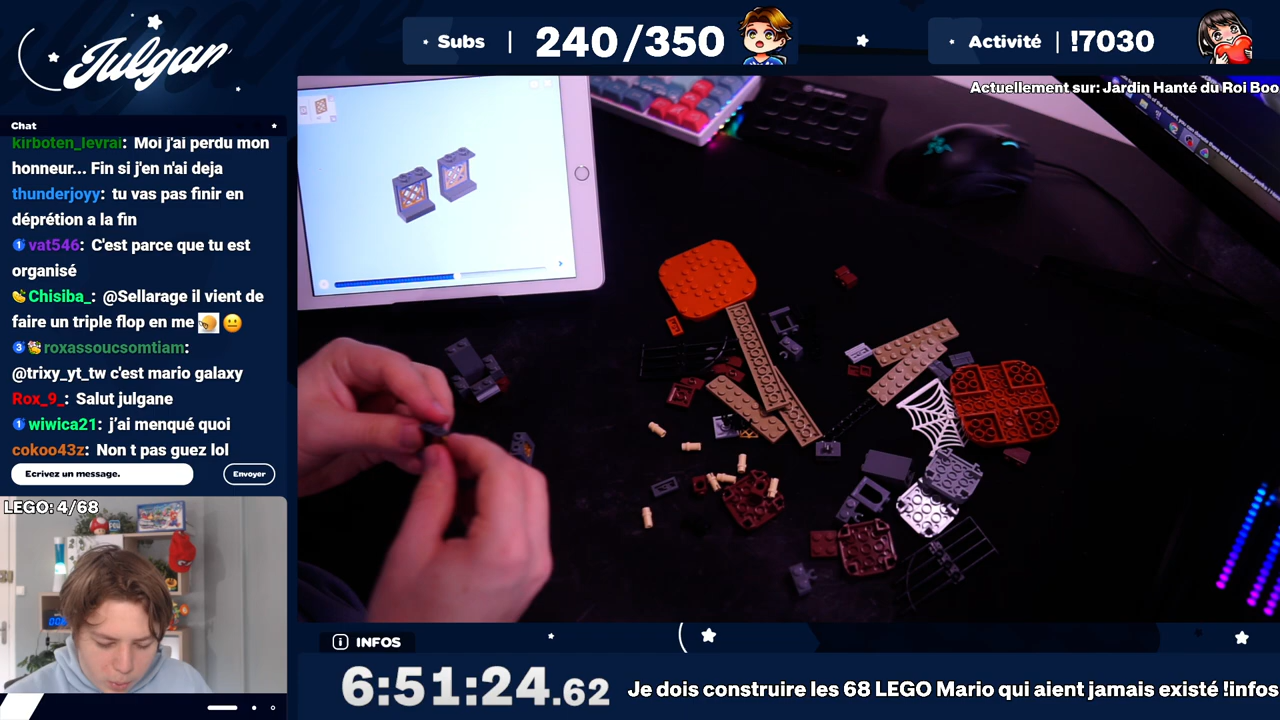 Julgan
Subs | 240/350
Activité | !7030
Actuellement sur: Jardin Hanté du Roi Boo
Chat
kirboten_levrai: Moi j'ai perdu mon
honneur... Fin si j'en n'ai deja
thunderjoyy: tu vas pas finir en
déprétion a la fin
1 vat546: C'est parce que tu est
organisé
Chisiba_: @Sellarage il vient de
faire un triple flop en me
3 roxassoucsomtiam:
@trixy_yt_tw c'est mario galaxy
Rox_9_: Salut julgane
1 wiwica21: j'ai menqué quoi
cokoo43z: Non t pas guez lol
Ecrivez un message.
Envoyer
LEGO: 4/68
INFOS
6:51:24.62
Je dois construire les 68 LEGO Mario qui aient jamais existé !infos